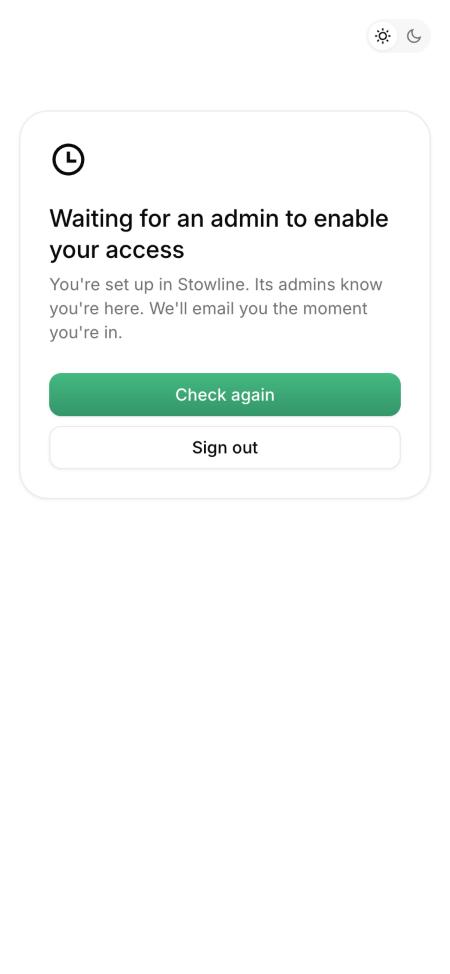 Waiting for an admin to enable
your access
You're set up in Stowline. Its admins know
you're here. We'll email you the moment
you're in.
Check again
Sign out